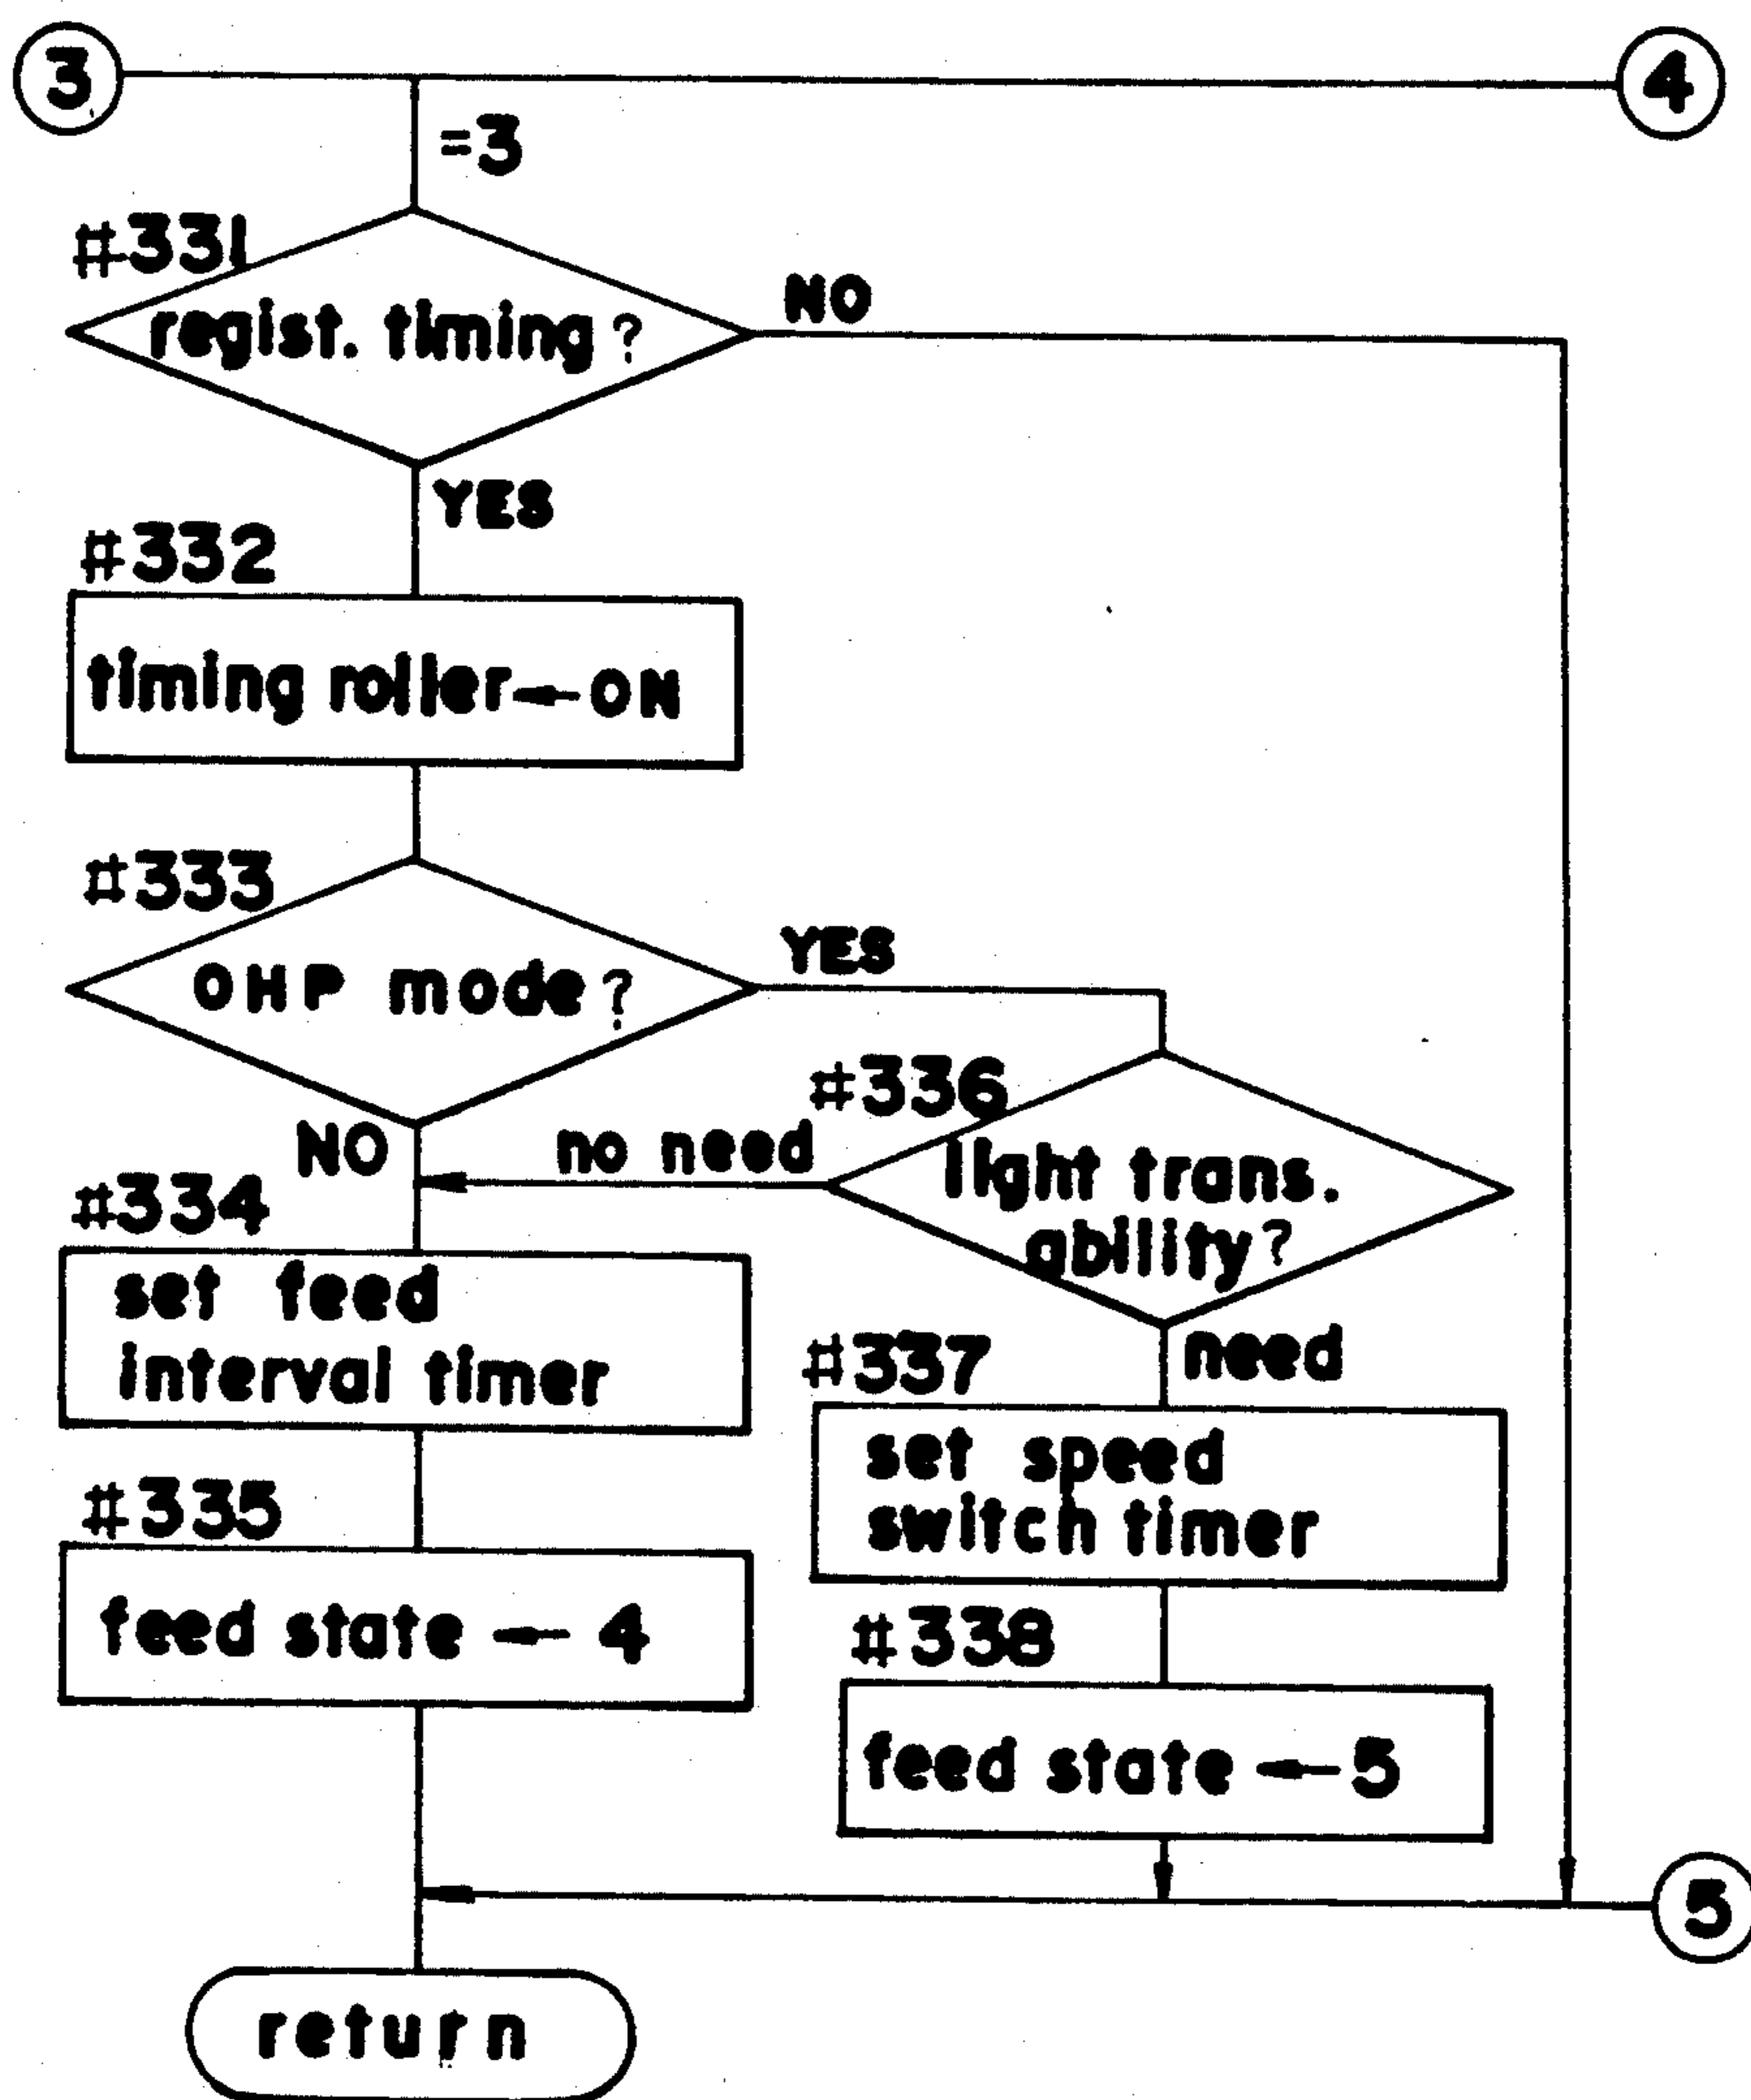 3
4
=3
#331
regist. timing?
NO
YES
#332
timing roller←ON
#333
OHP mode?
YES
NO
#336
no need
light trans.
ability?
#334
set feed
interval timer
need
#337
set speed
switch timer
#335
feed state ← 4
#338
feed state ← 5
5
return